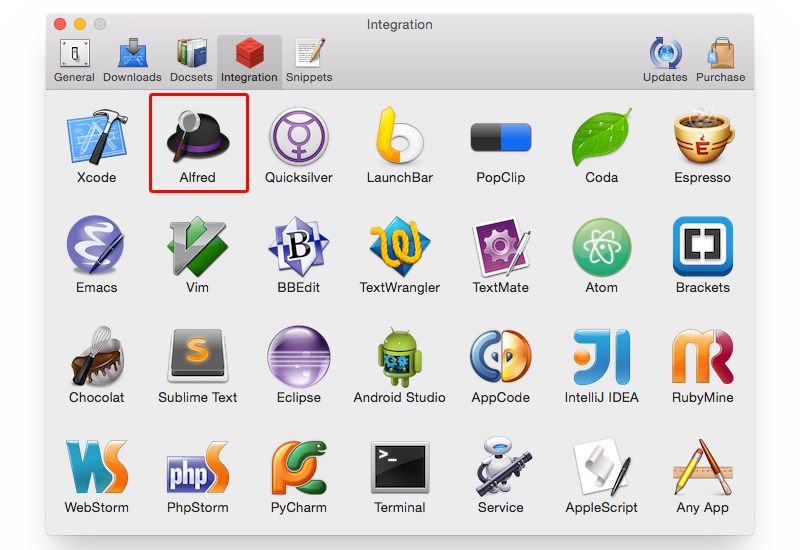 Integration
General Downloads Docsets Integration Snippets Updates Purchase
Xcode Alfred Quicksilver LaunchBar PopClip Coda Espresso
Emacs Vim BBEdit TextWrangler TextMate Atom Brackets
Chocolat Sublime Text Eclipse Android Studio AppCode IntelliJ IDEA RubyMine
WebStorm PhpStorm PyCharm Terminal Service AppleScript Any App